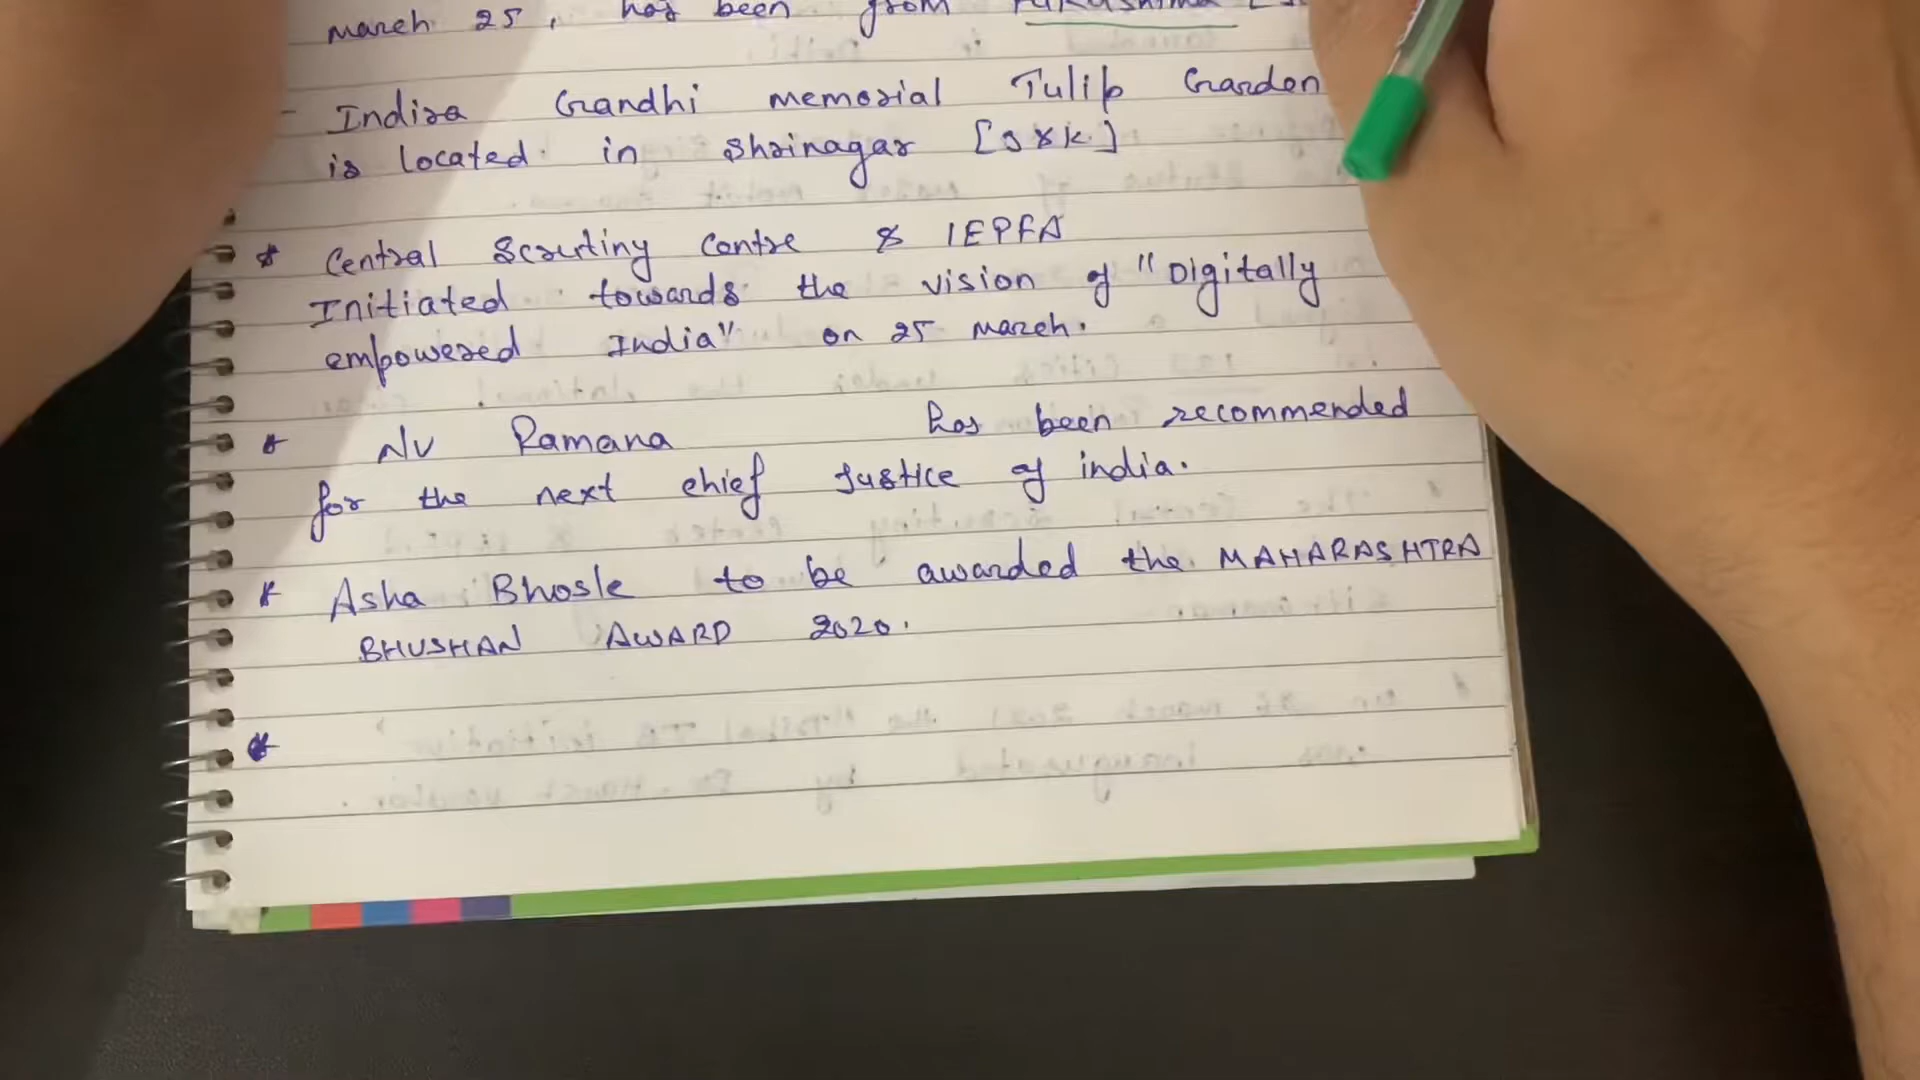 march 25, has been from Fukushima
- Indira Gandhi memorial Tulip Garden
is located in Shrinagar [J&K]
* Central Scrutiny Centre & IEPFA
Initiated towards the vision of "Digitally
empowered India" on 25 march.
* NV Ramana has been recommended
for the next chief Justice of india.
* Asha Bhosle to be awarded the MAHARASHTRA
BHUSHAN AWARD 2020.
*